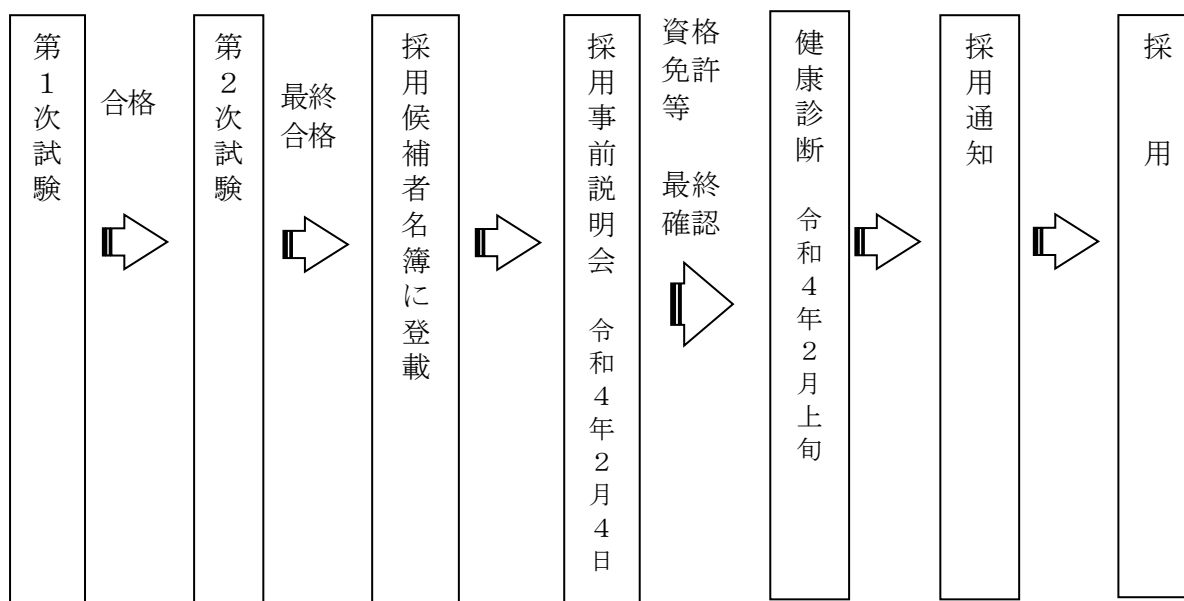 第１次試験
合格
第２次試験
最終
合格
採用候補者名簿に登載
採用事前説明会　令和４年２月４日
資格
免許
等
最終
確認
健康診断　令和４年２月上旬
採用通知
採　用